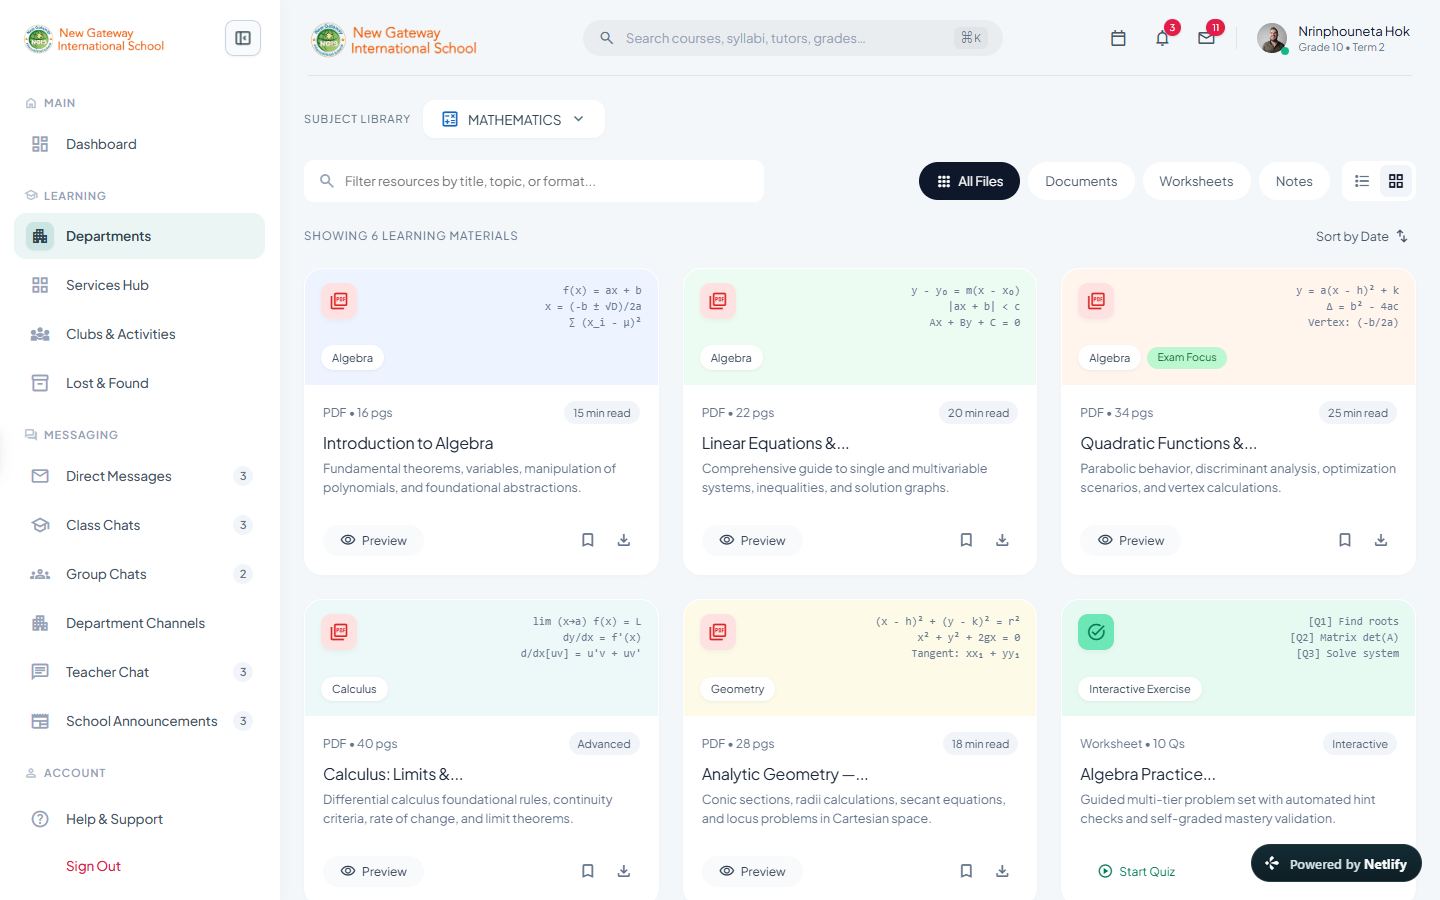 New Gateway
International School
MAIN
Dashboard
LEARNING
Departments
Services Hub
Clubs & Activities
Lost & Found
MESSAGING
Direct Messages 3
Class Chats 3
Group Chats 2
Department Channels
Teacher Chat 3
School Announcements 3
ACCOUNT
Help & Support
Sign Out
New Gateway
International School
Search courses, syllabi, tutors, grades...
⌘K
3
11
Nrinphouneta Hok
Grade 10 • Term 2
SUBJECT LIBRARY
MATHEMATICS
Filter resources by title, topic, or format...
All Files
Documents
Worksheets
Notes
SHOWING 6 LEARNING MATERIALS
Sort by Date
PDF
f(x) = ax + b
x = (-b ± √D)/2a
∑ (x_i - μ)²
Algebra
PDF • 16 pgs
15 min read
Introduction to Algebra
Fundamental theorems, variables, manipulation of
polynomials, and foundational abstractions.
Preview
PDF
y - y₀ = m(x - x₀)
|ax + b| < c
Ax + By + C = 0
Algebra
PDF • 22 pgs
20 min read
Linear Equations &...
Comprehensive guide to single and multivariable
systems, inequalities, and solution graphs.
Preview
PDF
y = a(x - h)² + k
Δ = b² - 4ac
Vertex: (-b/2a)
Algebra
Exam Focus
PDF • 34 pgs
25 min read
Quadratic Functions &...
Parabolic behavior, discriminant analysis, optimization
scenarios, and vertex calculations.
Preview
PDF
lim (x→a) f(x) = L
dy/dx = f'(x)
d/dx[uv] = u'v + uv'
Calculus
PDF • 40 pgs
Advanced
Calculus: Limits &...
Differential calculus foundational rules, continuity
criteria, rate of change, and limit theorems.
Preview
PDF
(x - h)² + (y - k)² = r²
x² + y² + 2gx = 0
Tangent: xx₁ + yy₁
Geometry
PDF • 28 pgs
18 min read
Analytic Geometry —...
Conic sections, radii calculations, secant equations,
and locus problems in Cartesian space.
Preview
[Q1] Find roots
[Q2] Matrix det(A)
[Q3] Solve system
Interactive Exercise
Worksheet • 10 Qs
Interactive
Algebra Practice...
Guided multi-tier problem set with automated hint
checks and self-graded mastery validation.
Start Quiz
Powered by Netlify